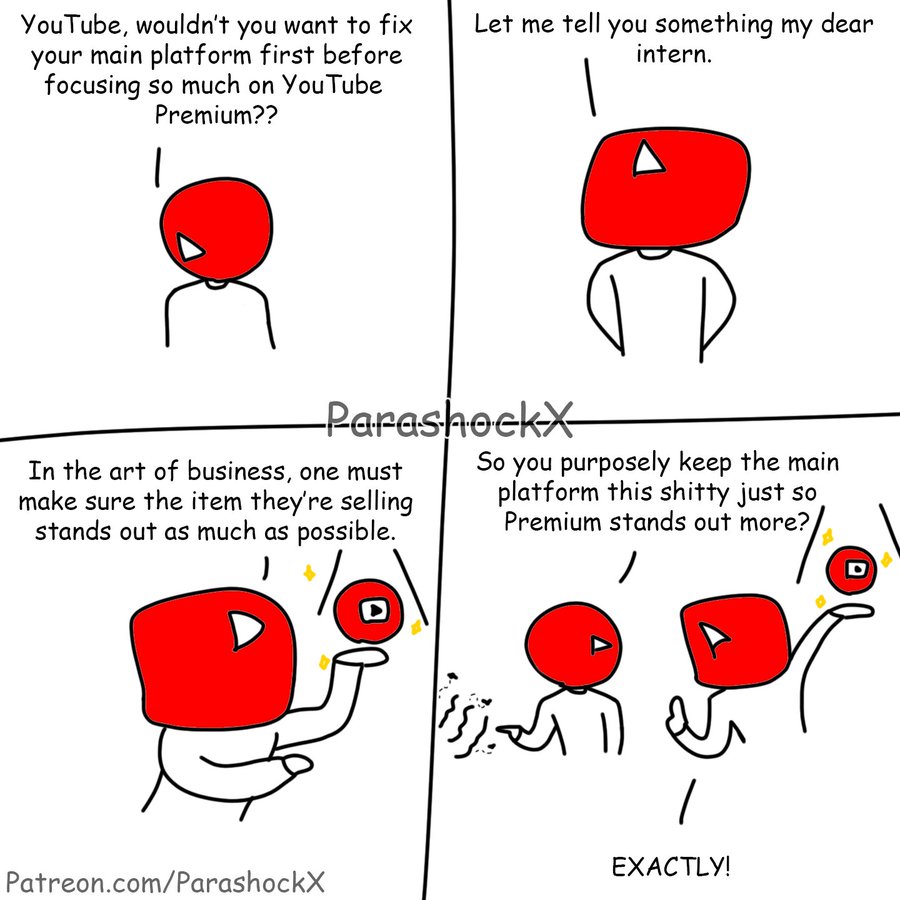 YouTube, wouldn't you want to fix
your main platform first before
focusing so much on YouTube
Premium??
Let me tell you something my dear
intern.
ParashockX
In the art of business, one must
make sure the item they're selling
stands out as much as possible.
So you purposely keep the main
platform this shitty just so
Premium stands out more?
EXACTLY!
Patreon.com/ParashockX